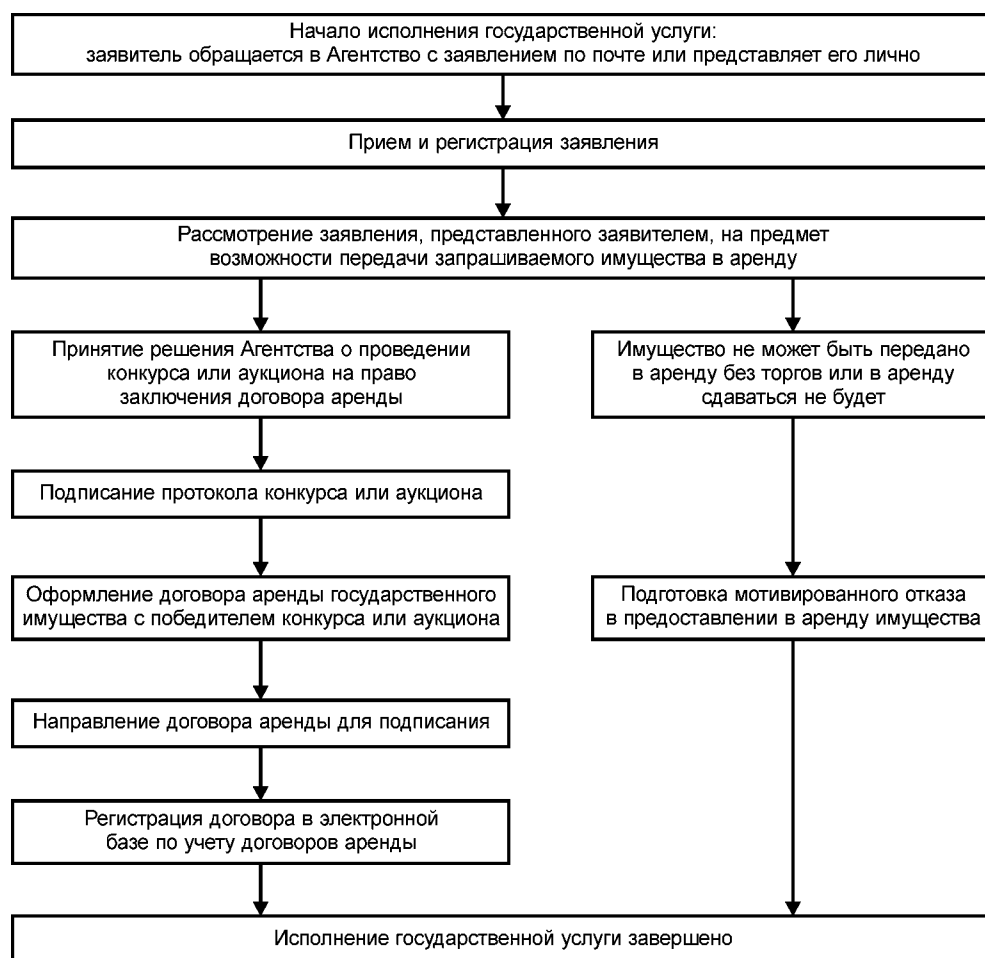 Начало исполнения государственной услуги:
заявитель обращается в Агентство с заявлением по почте или представляет его лично
Прием и регистрация заявления
Рассмотрение заявления, представленного заявителем, на предмет
возможности передачи запрашиваемого имущества в аренду
Принятие решения Агентства о проведении
конкурса или аукциона на право
заключения договора аренды
Имущество не может быть передано
в аренду без торгов или в аренду
сдаваться не будет
Подписание протокола конкурса или аукциона
Оформление договора аренды государственного
имущества с победителем конкурса или аукциона
Подготовка мотивированного отказа
в предоставлении в аренду имущества
Направление договора аренды для подписания
Регистрация договора в электронной
базе по учету договоров аренды
Исполнение государственной услуги завершено